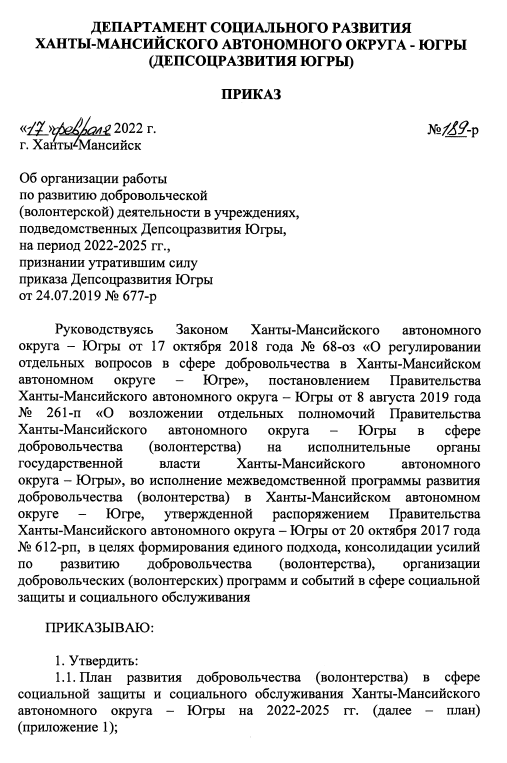 ДЕПАРТАМЕНТ СОЦИАЛЬНОГО РАЗВИТИЯ
ХАНТЫ-МАНСИЙСКОГО АВТОНОМНОГО ОКРУГА - ЮГРЫ
(ДЕПСОЦРАЗВИТИЯ ЮГРЫ)
ПРИКАЗ
«17» февраля 2022 г. № 189-р
г. Ханты-Мансийск
Об организации работы
по развитию добровольческой
(волонтерской) деятельности в учреждениях,
подведомственных Депсоцразвития Югры,
на период 2022-2025 гг.,
признании утратившим силу
приказа Депсоцразвития Югры
от 24.07.2019 № 677-р
Руководствуясь Законом Ханты-Мансийского автономного
округа – Югры от 17 октября 2018 года № 68-оз «О регулировании
отдельных вопросов в сфере добровольчества в Ханты-Мансийском
автономном округе – Югре», постановлением Правительства
Ханты-Мансийского автономного округа – Югры от 8 августа 2019 года
№ 261-п «О возложении отдельных полномочий Правительства
Ханты-Мансийского автономного округа – Югры в сфере
добровольчества (волонтерства) на исполнительные органы
государственной власти Ханты-Мансийского автономного
округа – Югры», во исполнение межведомственной программы развития
добровольчества (волонтерства) в Ханты-Мансийском автономном
округе – Югре, утвержденной распоряжением Правительства
Ханты-Мансийского автономного округа – Югры от 20 октября 2017 года
№ 612-рп, в целях формирования единого подхода, консолидации усилий
по развитию добровольчества (волонтерства), организации
добровольческих (волонтерских) программ и событий в сфере социальной
защиты и социального обслуживания
ПРИКАЗЫВАЮ:
1. Утвердить:
1.1. План развития добровольчества (волонтерства) в сфере
социальной защиты и социального обслуживания Ханты-Мансийского
автономного округа – Югры на 2022-2025 гг. (далее – план)
(приложение 1);